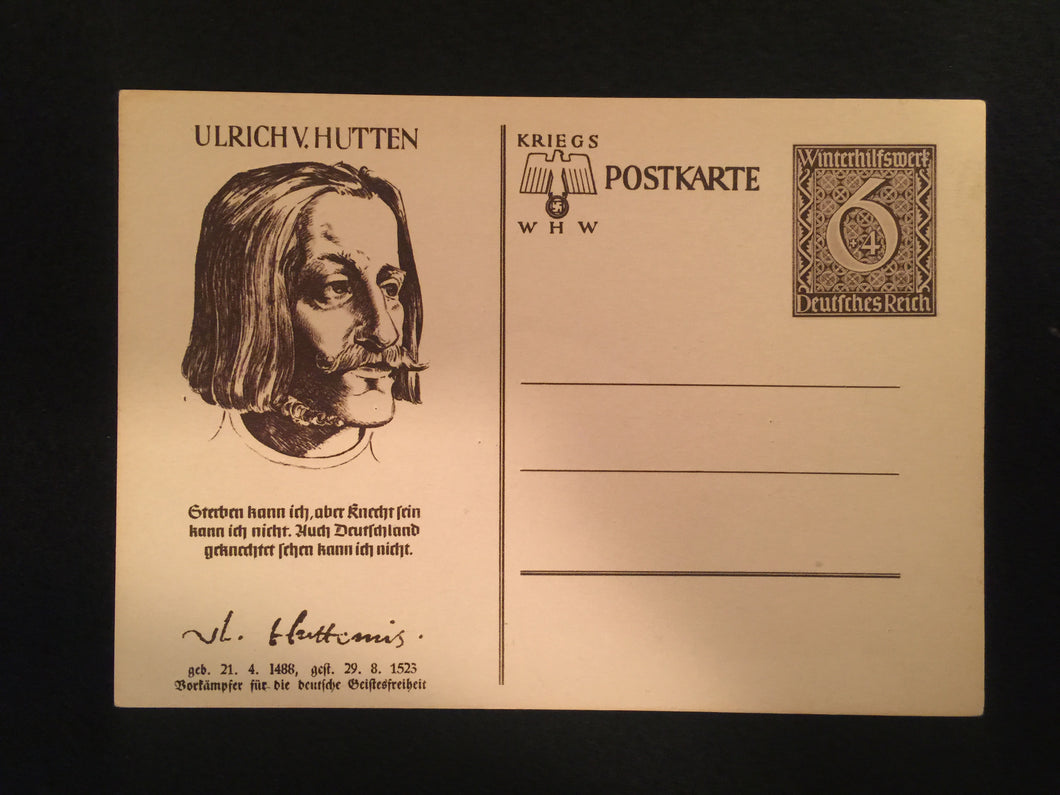 ULRICH V. HUTTEN
Sterben kann ich, aber Knecht sein
kann ich nicht. Auch Deutschland
geknechtet sehen kann ich nicht.
geb. 21. 4. 1488, gest. 29. 8. 1523
Vorkämpfer für die deutsche Geistesfreiheit
KRIEGS
WHW
POSTKARTE
Winterhilfswerk
6
+4
Deutsches Reich